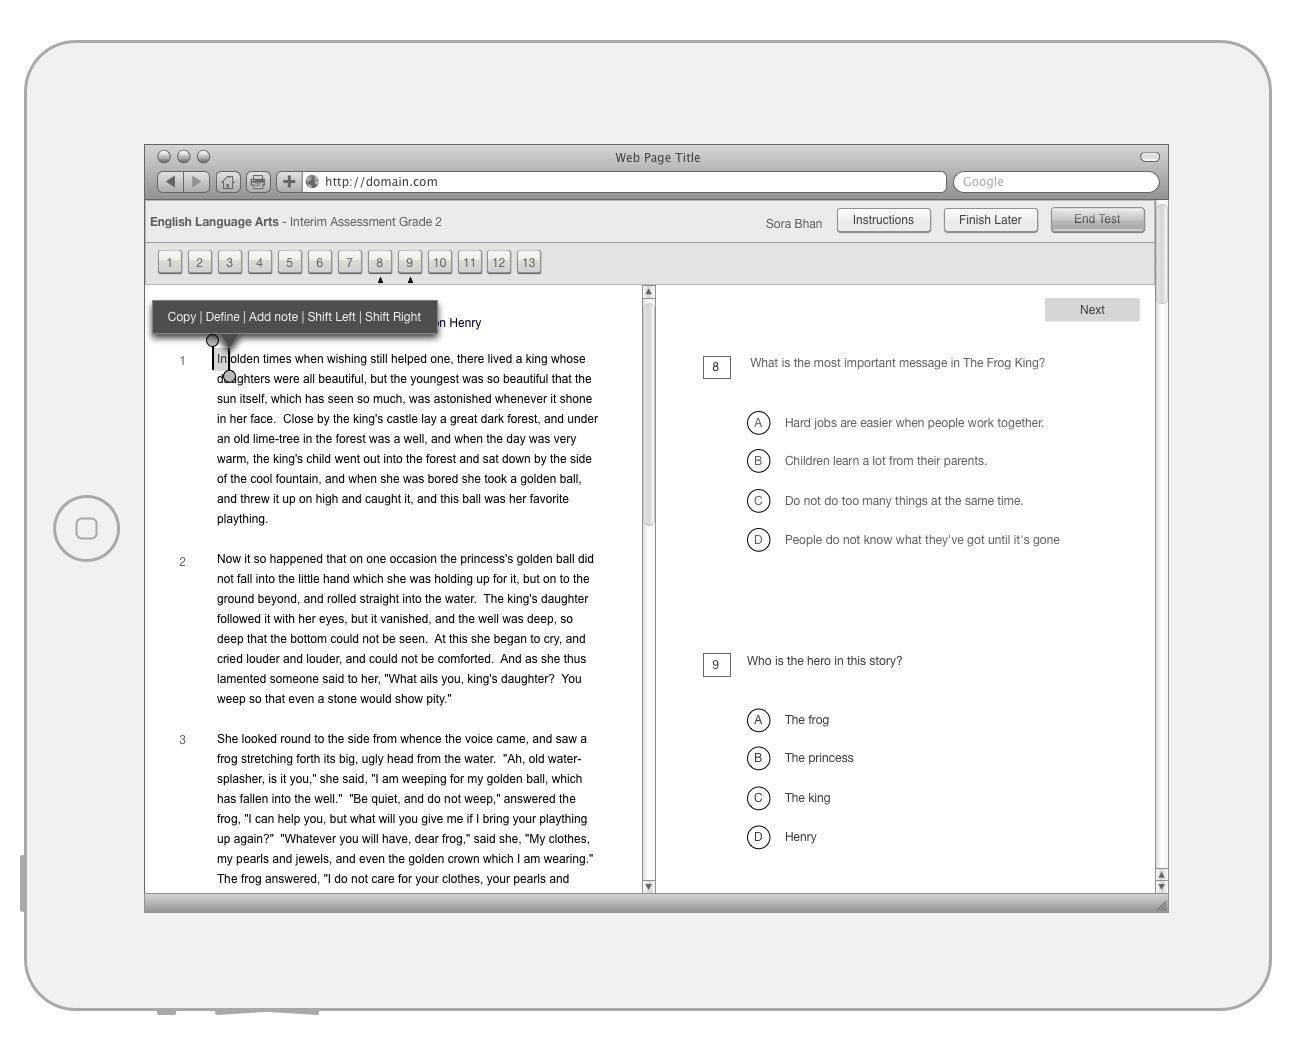 Web Page Title
http://domain.com
Google
English Language Arts - Interim Assessment Grade 2
Sora Bhan
Instructions
Finish Later
End Test
1 2 3 4 5 6 7 8 9 10 11 12 13
Copy | Define | Add note | Shift Left | Shift Right
Henry
1
In olden times when wishing still helped one, there lived a king whose
daughters were all beautiful, but the youngest was so beautiful that the
sun itself, which has seen so much, was astonished whenever it shone
in her face.  Close by the king's castle lay a great dark forest, and under
an old lime-tree in the forest was a well, and when the day was very
warm, the king's child went out into the forest and sat down by the side
of the cool fountain, and when she was bored she took a golden ball,
and threw it up on high and caught it, and this ball was her favorite
plaything.
2
Now it so happened that on one occasion the princess's golden ball did
not fall into the little hand which she was holding up for it, but on to the
ground beyond, and rolled straight into the water.  The king's daughter
followed it with her eyes, but it vanished, and the well was deep, so
deep that the bottom could not be seen.  At this she began to cry, and
cried louder and louder, and could not be comforted.  And as she thus
lamented someone said to her, "What ails you, king's daughter?  You
weep so that even a stone would show pity."
3
She looked round to the side from whence the voice came, and saw a
frog stretching forth its big, ugly head from the water.  "Ah, old water-
splasher, is it you," she said, "I am weeping for my golden ball, which
has fallen into the well."  "Be quiet, and do not weep," answered the
frog, "I can help you, but what will you give me if I bring your plaything
up again?"  "Whatever you will have, dear frog," said she, "My clothes,
my pearls and jewels, and even the golden crown which I am wearing."
The frog answered, "I do not care for your clothes, your pearls and
Next
8
What is the most important message in The Frog King?
A Hard jobs are easier when people work together.
B Children learn a lot from their parents.
C Do not do too many things at the same time.
D People do not know what they've got until it's gone
9
Who is the hero in this story?
A The frog
B The princess
C The king
D Henry